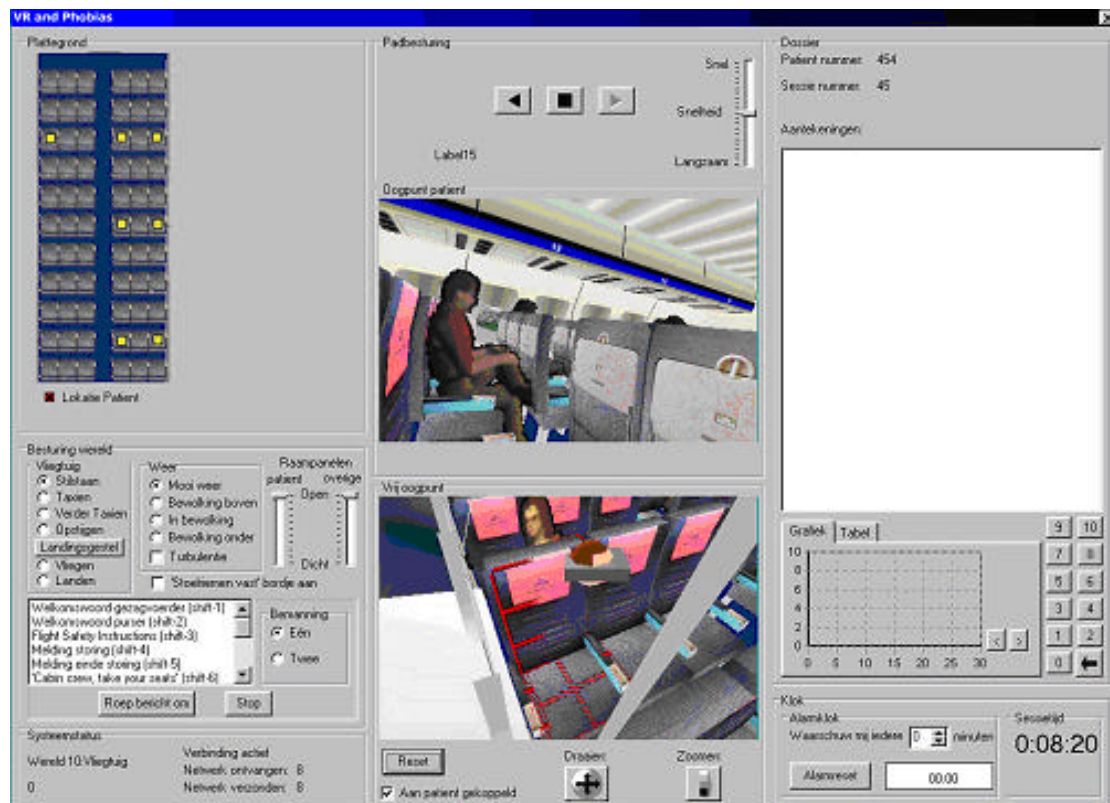 VR and Phobias
Plattegrond
Lokatie Patient
Besturing wereld
Vliegtuig
Stilstaan
Taxien
Verder Taxien
Opstijgen
Landingsgestel
Vliegen
Landen
Weer
Mooi weer
Bewolking boven
In bewolking
Bewolking onder
Turbulentie
Raampanelen
patient overige
Open
Dicht
'Stoelriemen vast' bordje aan
Welkomswoord gezagvoerder (shift-1)
Welkomswoord purser (shift-2)
Flight Safety Instructions (shift-3)
Melding storing (shift-4)
Melding einde storing (shift-5)
'Cabin crew, take your seats' (shift-6)
Bemanning
Eén
Twee
Roep bericht om
Stop
Systeemstatus
Wereld 10:Vliegtuig
0
Verbinding actief
Netwerk ontvangen: 8
Netwerk verzonden: 8
Padbesturing
Snel
Snelheid
Langzaam
Label15
Oogpunt patient
Vrij oogpunt
Reset
Draaien:
Zoomen:
Aan patient gekoppeld
Dossier
Patient nummer: 454
Sessie nummer: 45
Aantekeningen:
Grafiek Tabel
10
8
6
4
2
0
0 5 10 15 20 25 30
< >
9 10
7 8
5 6
3 4
1 2
0
Klok
Alarmklok
Waarschuw mij iedere 0 minuten
Alarmreset
00:00
Sessietijd
0:08:20